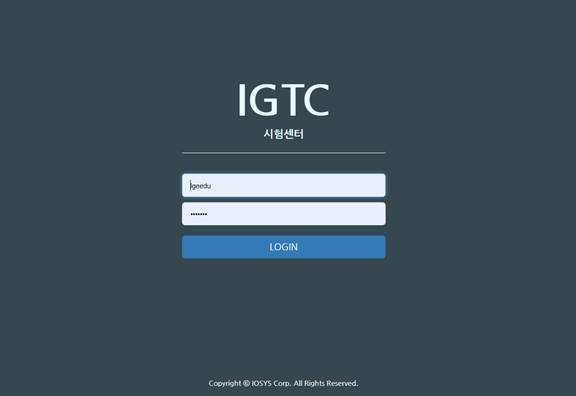 IGTC
시험센터
igeedu
•••••••
LOGIN
Copyright © IOSYS Corp. All Rights Reserved.